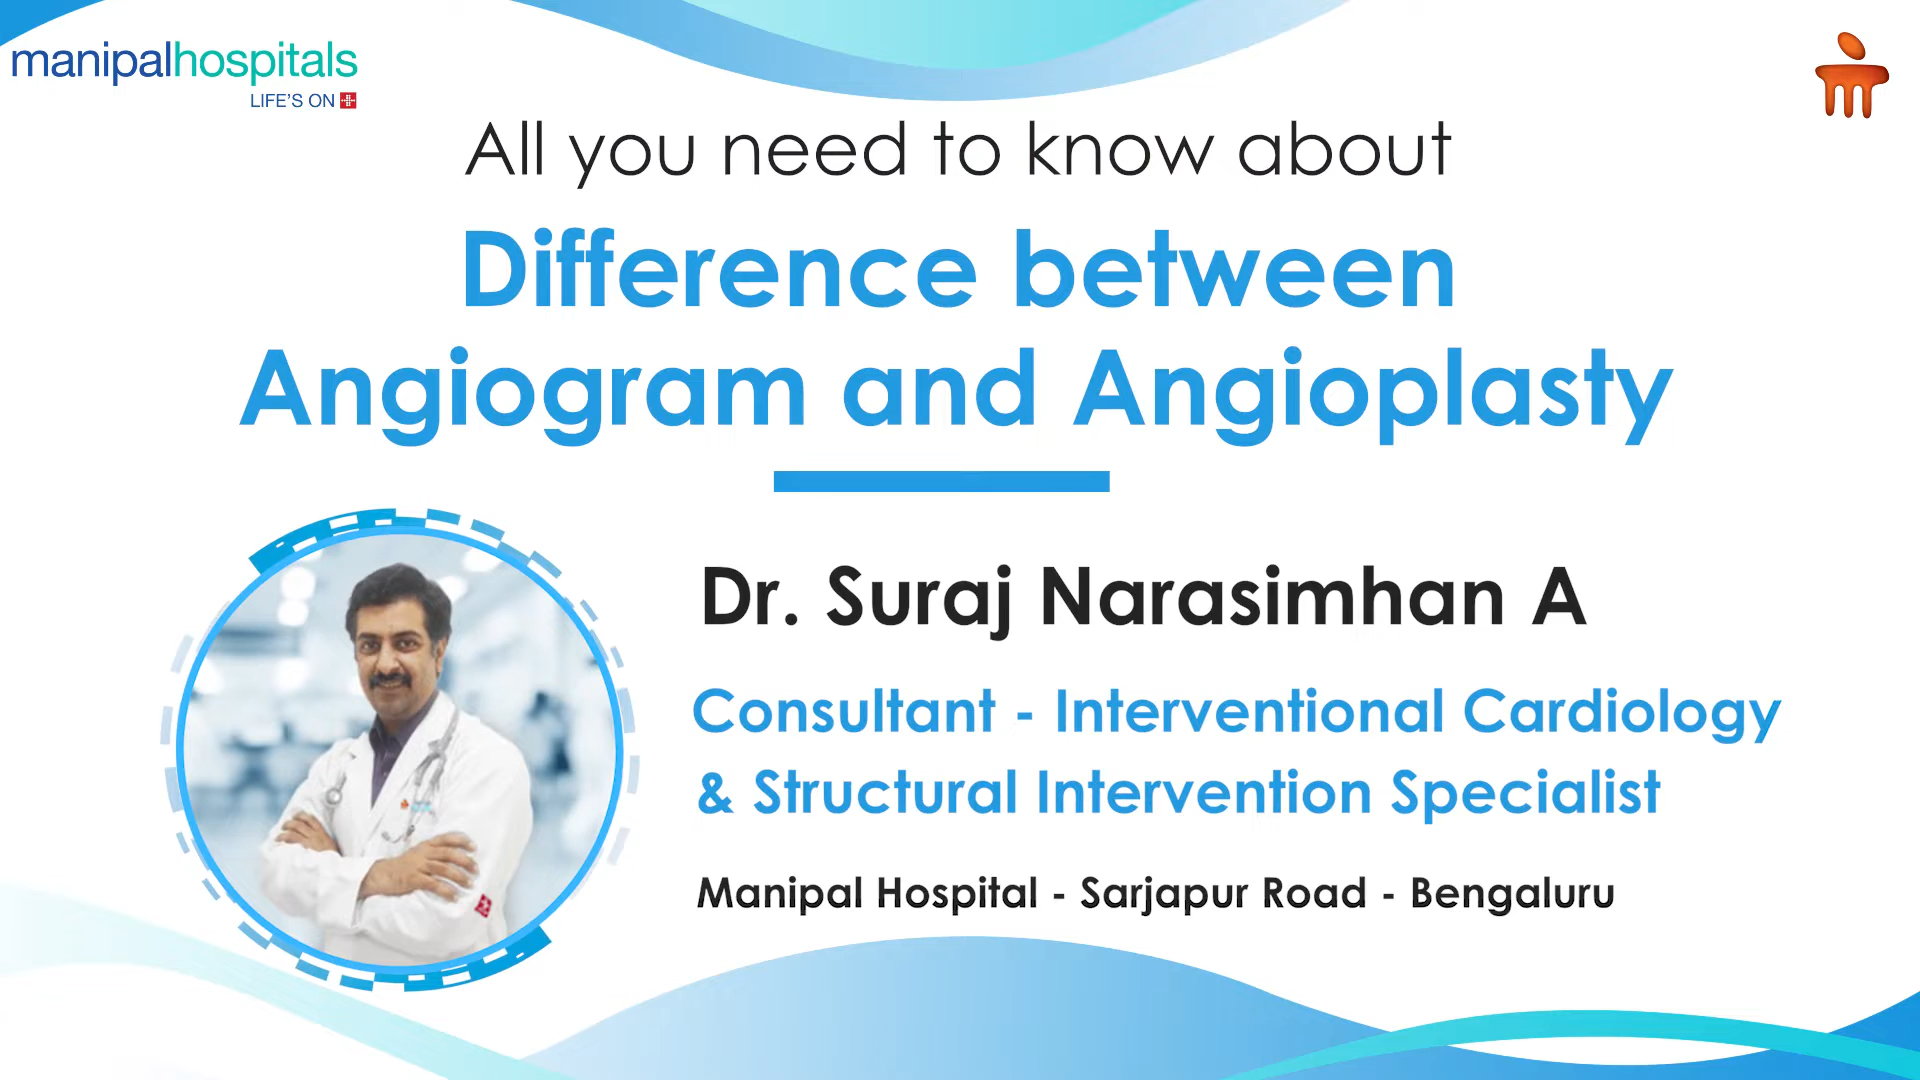 manipalhospitals
LIFE'S ON
All you need to know about
Difference between
Angiogram and Angioplasty
Dr. Suraj Narasimhan A
Consultant - Interventional Cardiology
& Structural Intervention Specialist
Manipal Hospital - Sarjapur Road - Bengaluru